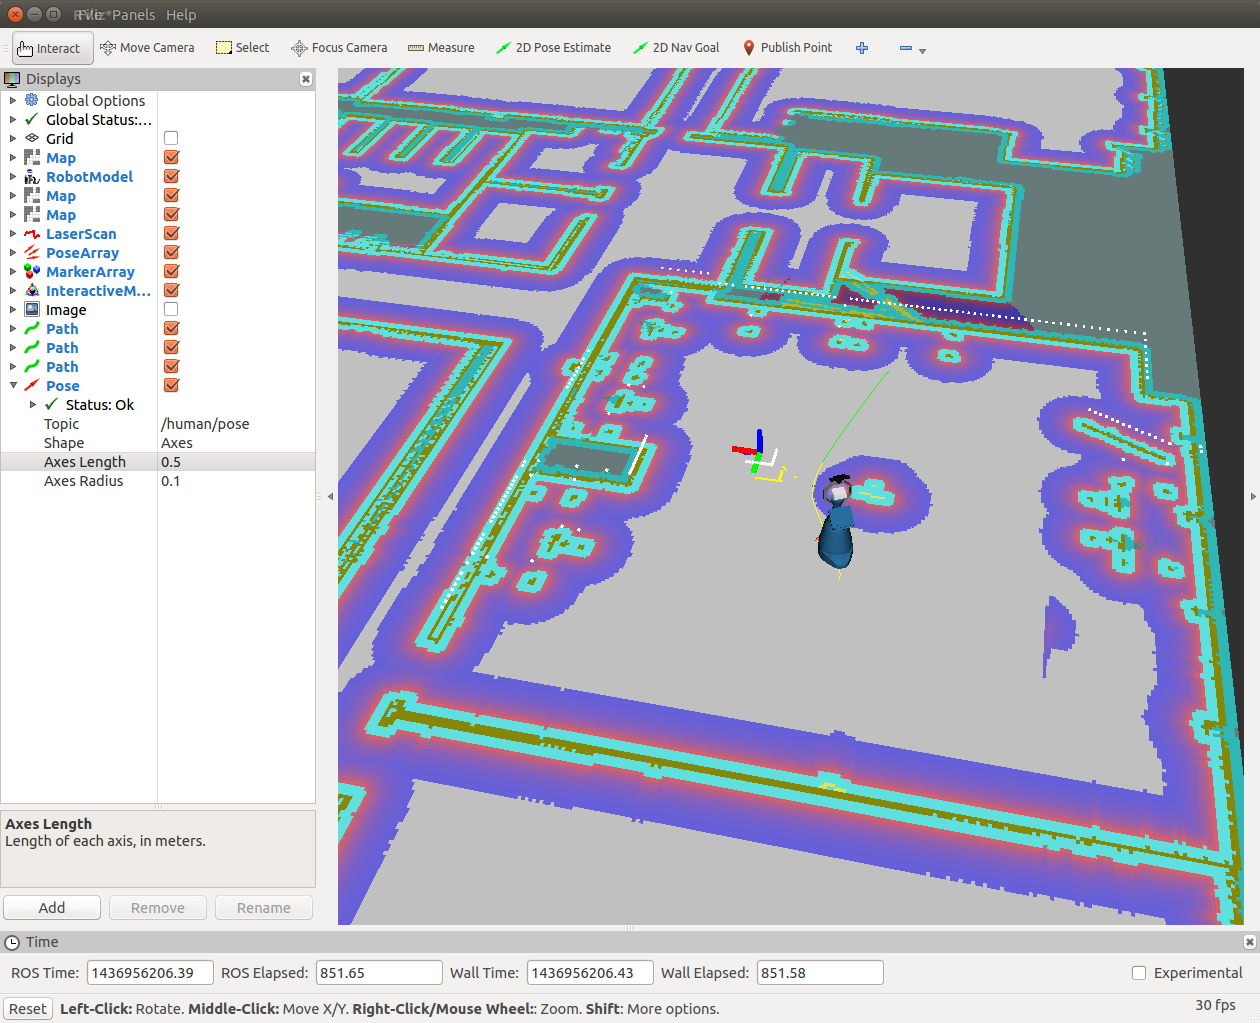 File Panels Help
Interact Move Camera Select Focus Camera Measure 2D Pose Estimate 2D Nav Goal Publish Point
Displays
Global Options
Global Status:...
Grid
Map
RobotModel
Map
Map
LaserScan
PoseArray
MarkerArray
InteractiveM...
Image
Path
Path
Path
Pose
Status: Ok
Topic /human/pose
Shape Axes
Axes Length 0.5
Axes Radius 0.1
Axes Length
Length of each axis, in meters.
Add Remove Rename
Time
ROS Time: 1436956206.39 ROS Elapsed: 851.65 Wall Time: 1436956206.43 Wall Elapsed: 851.58 Experimental
Reset Left-Click: Rotate. Middle-Click: Move X/Y. Right-Click/Mouse Wheel:: Zoom. Shift: More options. 30 fps